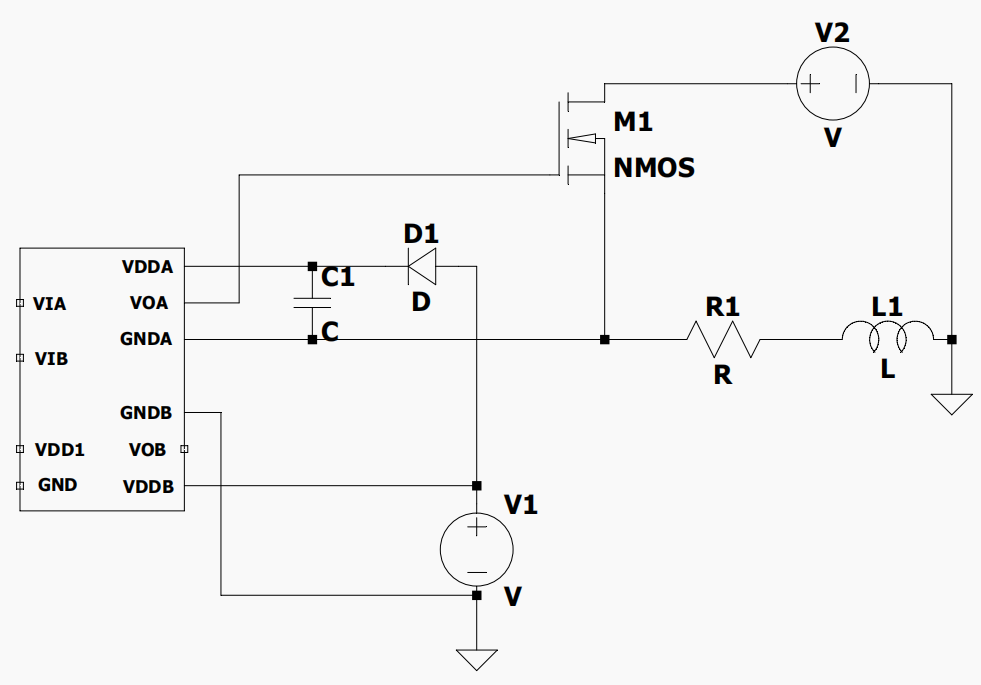 V2
V
M1
NMOS
D1
D
VDDA
C1
VIA
VOA
R1
L1
GNDA
C
VIB
R
L
GNDB
VDD1
VOB
GND
VDDB
V1
V